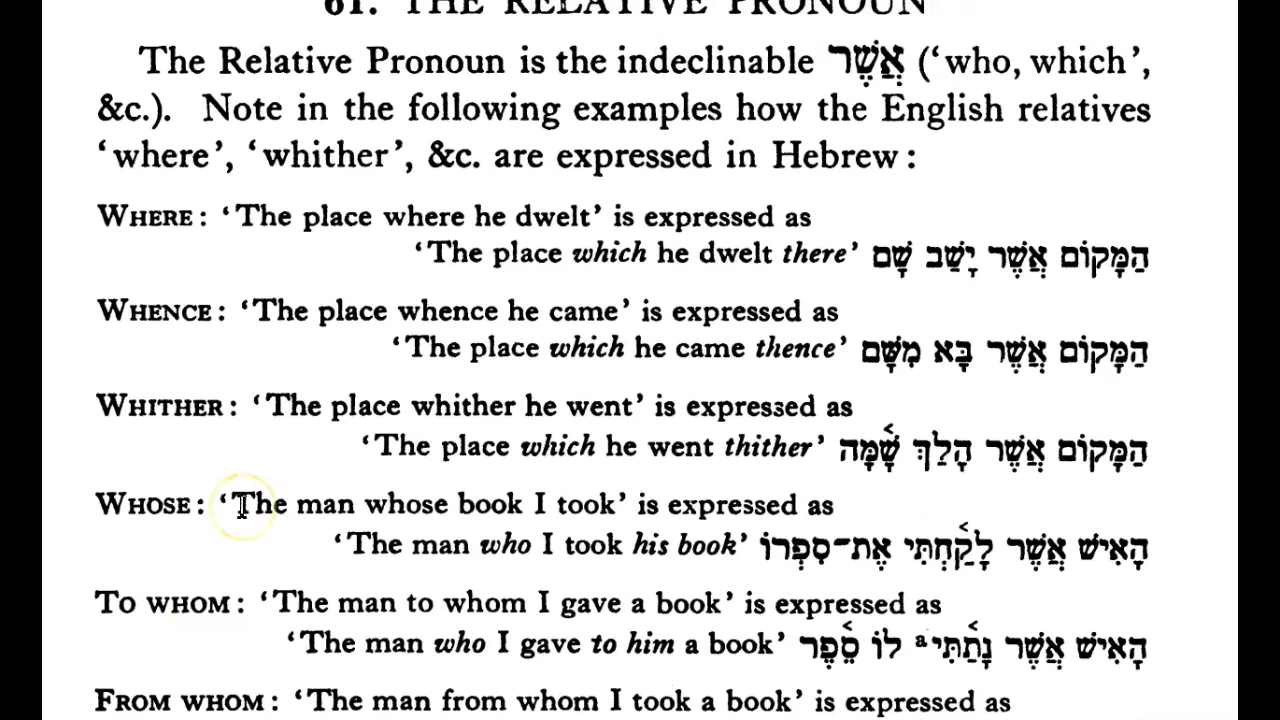 61. THE RELATIVE PRONOUN
The Relative Pronoun is the indeclinable אֲשֶׁר (‘who, which’,
&c.). Note in the following examples how the English relatives
‘where’, ‘whither’, &c. are expressed in Hebrew:
WHERE: ‘The place where he dwelt’ is expressed as
‘The place which he dwelt there’ הַמָּקוֹם אֲשֶׁר יָשַׁב שָׁם
WHENCE: ‘The place whence he came’ is expressed as
‘The place which he came thence’ הַמָּקוֹם אֲשֶׁר בָּא מִשָּׁם
WHITHER: ‘The place whither he went’ is expressed as
‘The place which he went thither’ הַמָּקוֹם אֲשֶׁר הָלַךְ שָׁ֫מָּה
WHOSE: ‘The man whose book I took’ is expressed as
‘The man who I took his book’ הָאִישׁ אֲשֶׁר לָקַ֫חְתִּי אֶת־סִפְרוֹ
TO WHOM: ‘The man to whom I gave a book’ is expressed as
‘The man who I gave to him a book’ הָאִישׁ אֲשֶׁר נָתַ֫תִּי a לוֹ סֵ֫פֶר
FROM WHOM: ‘The man from whom I took a book’ is expressed as